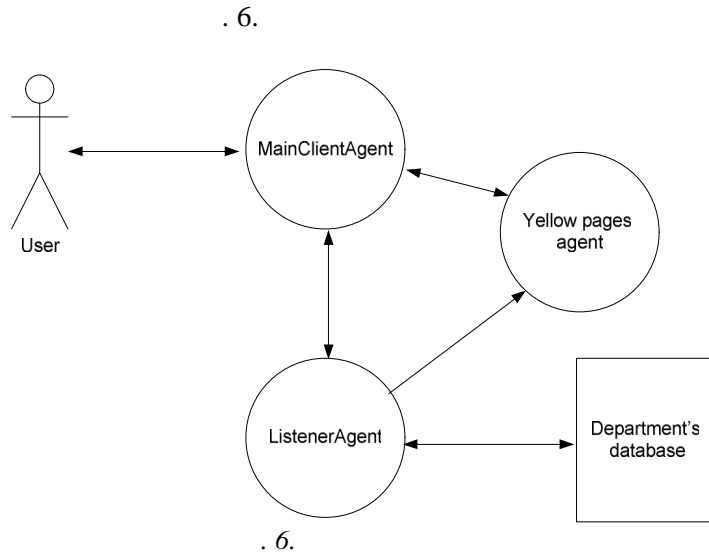 . 6.
MainClientAgent
Yellow pages
agent
User
ListenerAgent
Department's
database
. 6.